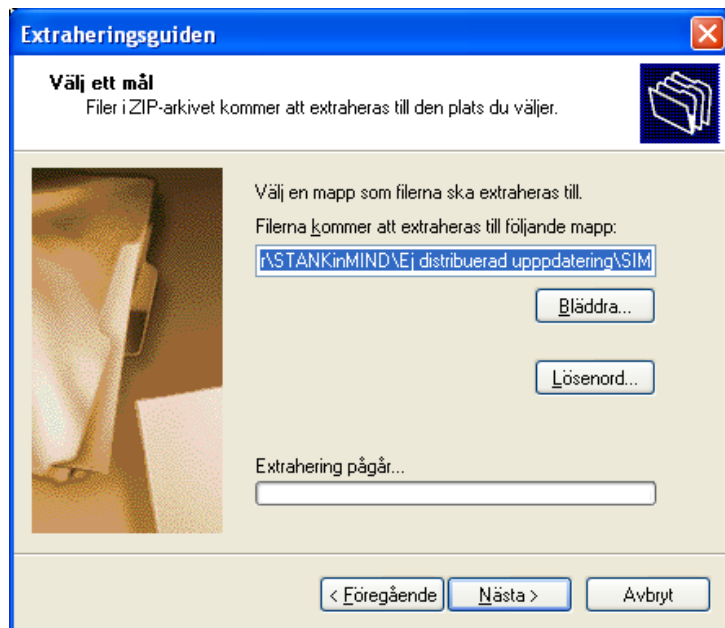 Extraheringsguiden
Välj ett mål
Filer i ZIP-arkivet kommer att extraheras till den plats du väljer.
Välj en mapp som filerna ska extraheras till.
Filerna kommer att extraheras till följande mapp:
r\STANKinMIND\Ej distribuerad upppdatering\SIM
Bläddra...
Lösenord...
Extrahering pågår...
< Föregående Nästa > Avbryt